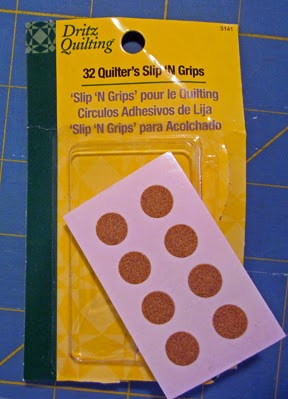 Dritz
Quilting
3141
32 Quilter's Slip 'N Grips
'Slip 'N Grips' pour le Quilting
Círculos Adhesivos de Lija
'Slip 'N Grips' para Acolchado